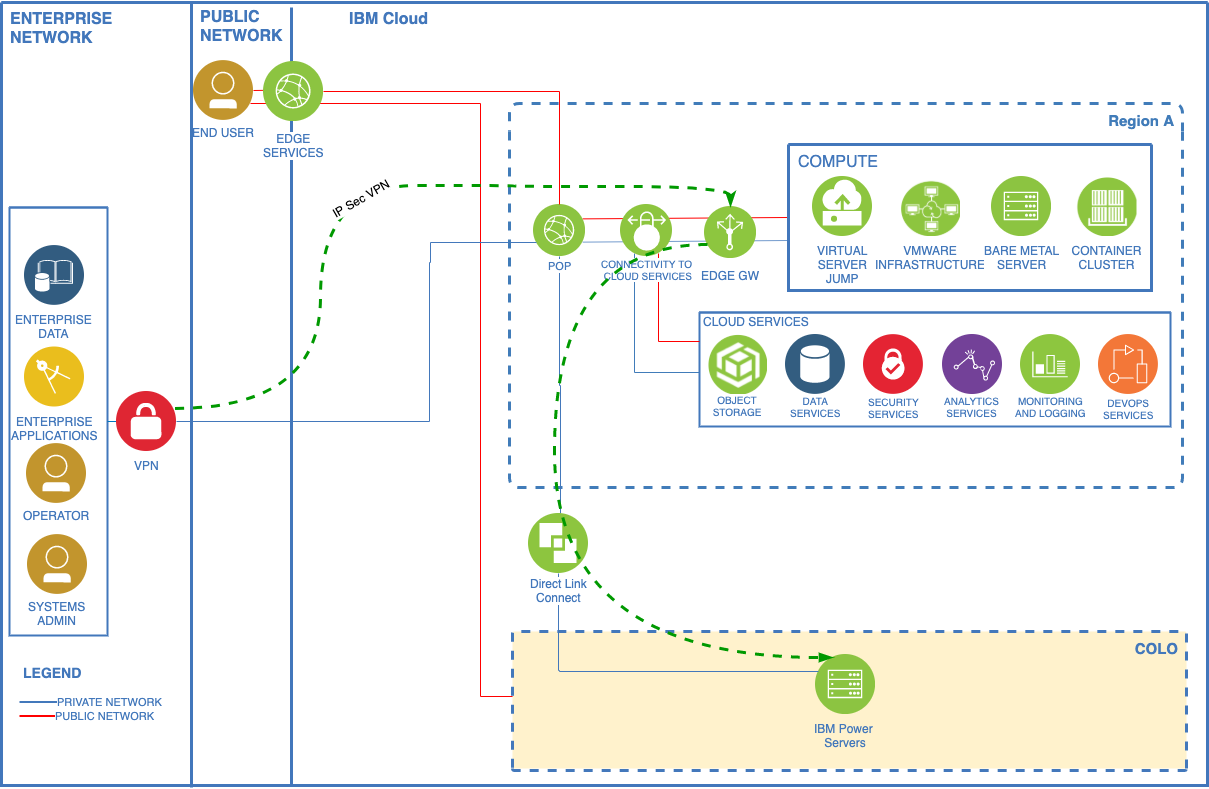 ENTERPRISE
NETWORK
PUBLIC
NETWORK
IBM Cloud
END USER
EDGE
SERVICES
Region A
COMPUTE
VIRTUAL
SERVER
JUMP
VMWARE
INFRASTRUCTURE
BARE METAL
SERVER
CONTAINER
CLUSTER
IP Sec VPN
POP
CONNECTIVITY TO
CLOUD SERVICES
EDGE GW
CLOUD SERVICES
OBJECT
STORAGE
DATA
SERVICES
SECURITY
SERVICES
ANALYTICS
SERVICES
MONITORING
AND LOGGING
DEVOPS
SERVICES
ENTERPRISE
DATA
ENTERPRISE
APPLICATIONS
OPERATOR
SYSTEMS
ADMIN
VPN
Direct Link
Connect
COLO
IBM Power
Servers
LEGEND
PRIVATE NETWORK
PUBLIC NETWORK